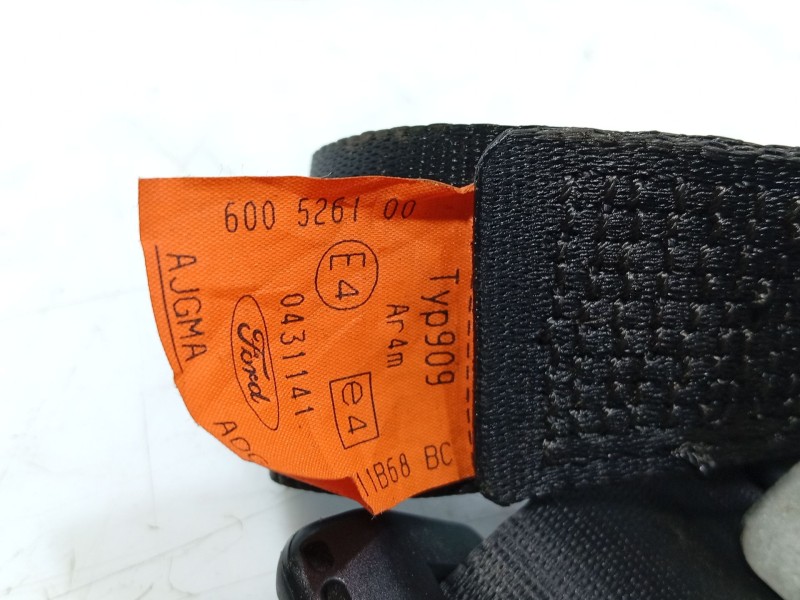 600 5261 00
AJGMA
Ford
0431141
E4
e4
Typ909
Ar4m
11B68 BC